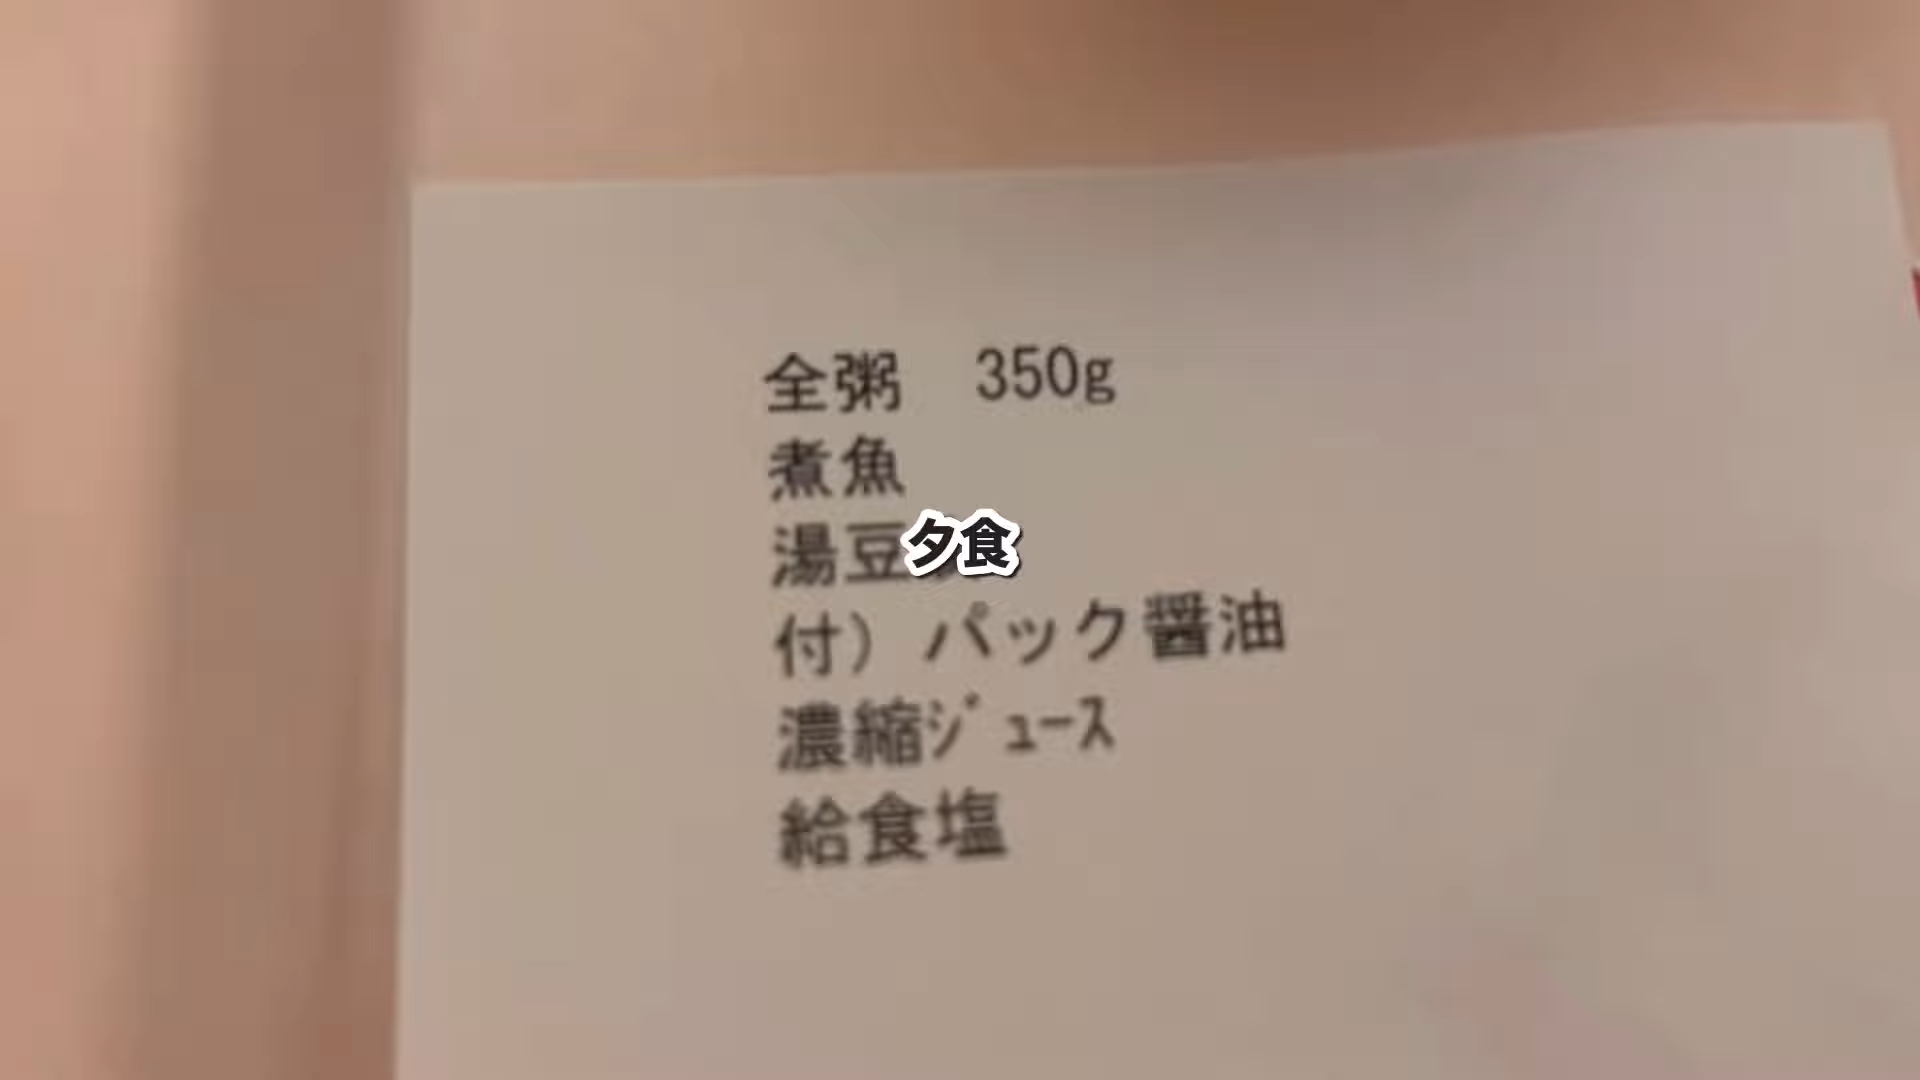 全粥 350g
煮魚
湯豆
夕食
付）パック醤油
濃縮ｼﾞｭｰｽ
給食塩